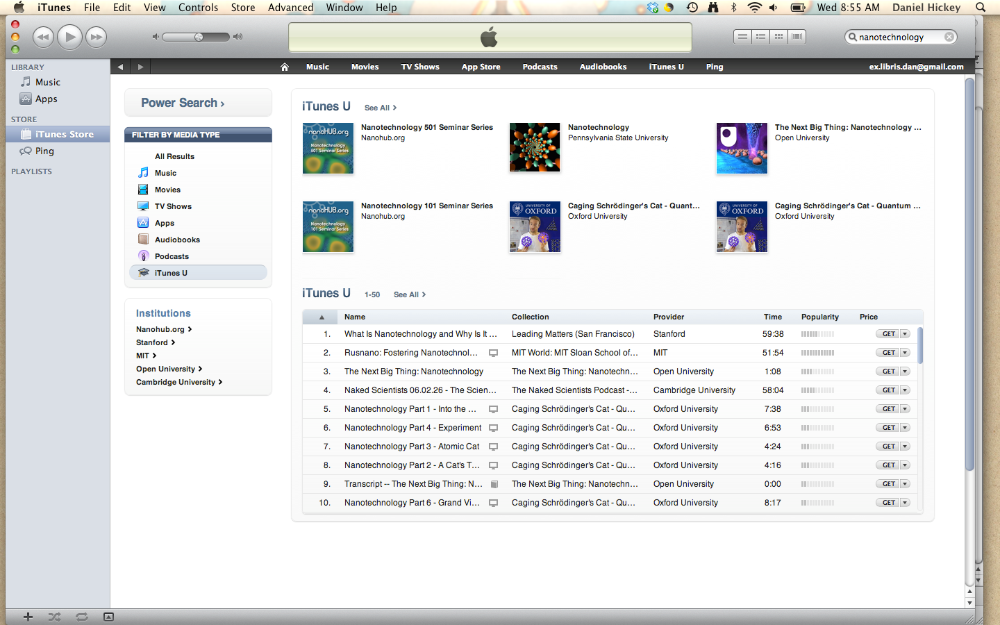 iTunes File Edit View Controls Store Advanced Window Help Wed 8:55 AM Daniel Hickey
nanotechnology
LIBRARY
Music
Apps
STORE
iTunes Store
Ping
PLAYLISTS
Music Movies TV Shows App Store Podcasts Audiobooks iTunes U Ping ex.libris.dan@gmail.com
Power Search ›
FILTER BY MEDIA TYPE
All Results
Music
Movies
TV Shows
Apps
Audiobooks
Podcasts
iTunes U
Institutions
Nanohub.org
Stanford
MIT
Open University
Cambridge University
iTunes U See All
nanoHUB.org
Nanotechnology
501 Seminar Series
Nanotechnology 501 Seminar Series
Nanohub.org
Nanotechnology
Pennsylvania State University
The Next Big Thing: Nanotechnology ...
Open University
nanoHUB.org
Nanotechnology
101 Seminar Series
Nanotechnology 101 Seminar Series
Nanohub.org
UNIVERSITY OF
OXFORD
Caging Schrödinger's Cat - Quant...
Oxford University
UNIVERSITY OF
OXFORD
Caging Schrödinger's Cat - Quantum ...
Oxford University
iTunes U 1-50 See All
Name Collection Provider Time Popularity Price
1. What Is Nanotechnology and Why Is It ... Leading Matters (San Francisco) Stanford 59:38 GET
2. Rusnano: Fostering Nanotechnol... MIT World: MIT Sloan School of... MIT 51:54 GET
3. The Next Big Thing: Nanotechnology The Next Big Thing: Nanotechn... Open University 1:08 GET
4. Naked Scientists 06.02.26 - The Scien... The Naked Scientists Podcast -... Cambridge University 58:04 GET
5. Nanotechnology Part 1 - Into the ... Caging Schrödinger's Cat - Qu... Oxford University 7:38 GET
6. Nanotechnology Part 4 - Experiment Caging Schrödinger's Cat - Qu... Oxford University 6:53 GET
7. Nanotechnology Part 3 - Atomic Cat Caging Schrödinger's Cat - Qu... Oxford University 4:24 GET
8. Nanotechnology Part 2 - A Cat's T... Caging Schrödinger's Cat - Qu... Oxford University 4:16 GET
9. Transcript -- The Next Big Thing: N... The Next Big Thing: Nanotechn... Open University 0:00 GET
10. Nanotechnology Part 6 - Grand Vi... Caging Schrödinger's Cat - Qu... Oxford University 8:17 GET